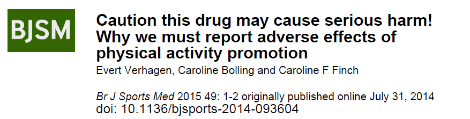 BJSM
Caution this drug may cause serious harm!
Why we must report adverse effects of
physical activity promotion
Evert Verhagen, Caroline Bolling and Caroline F Finch
Br J Sports Med 2015 49: 1-2 originally published online July 31, 2014
doi: 10.1136/bjsports-2014-093604